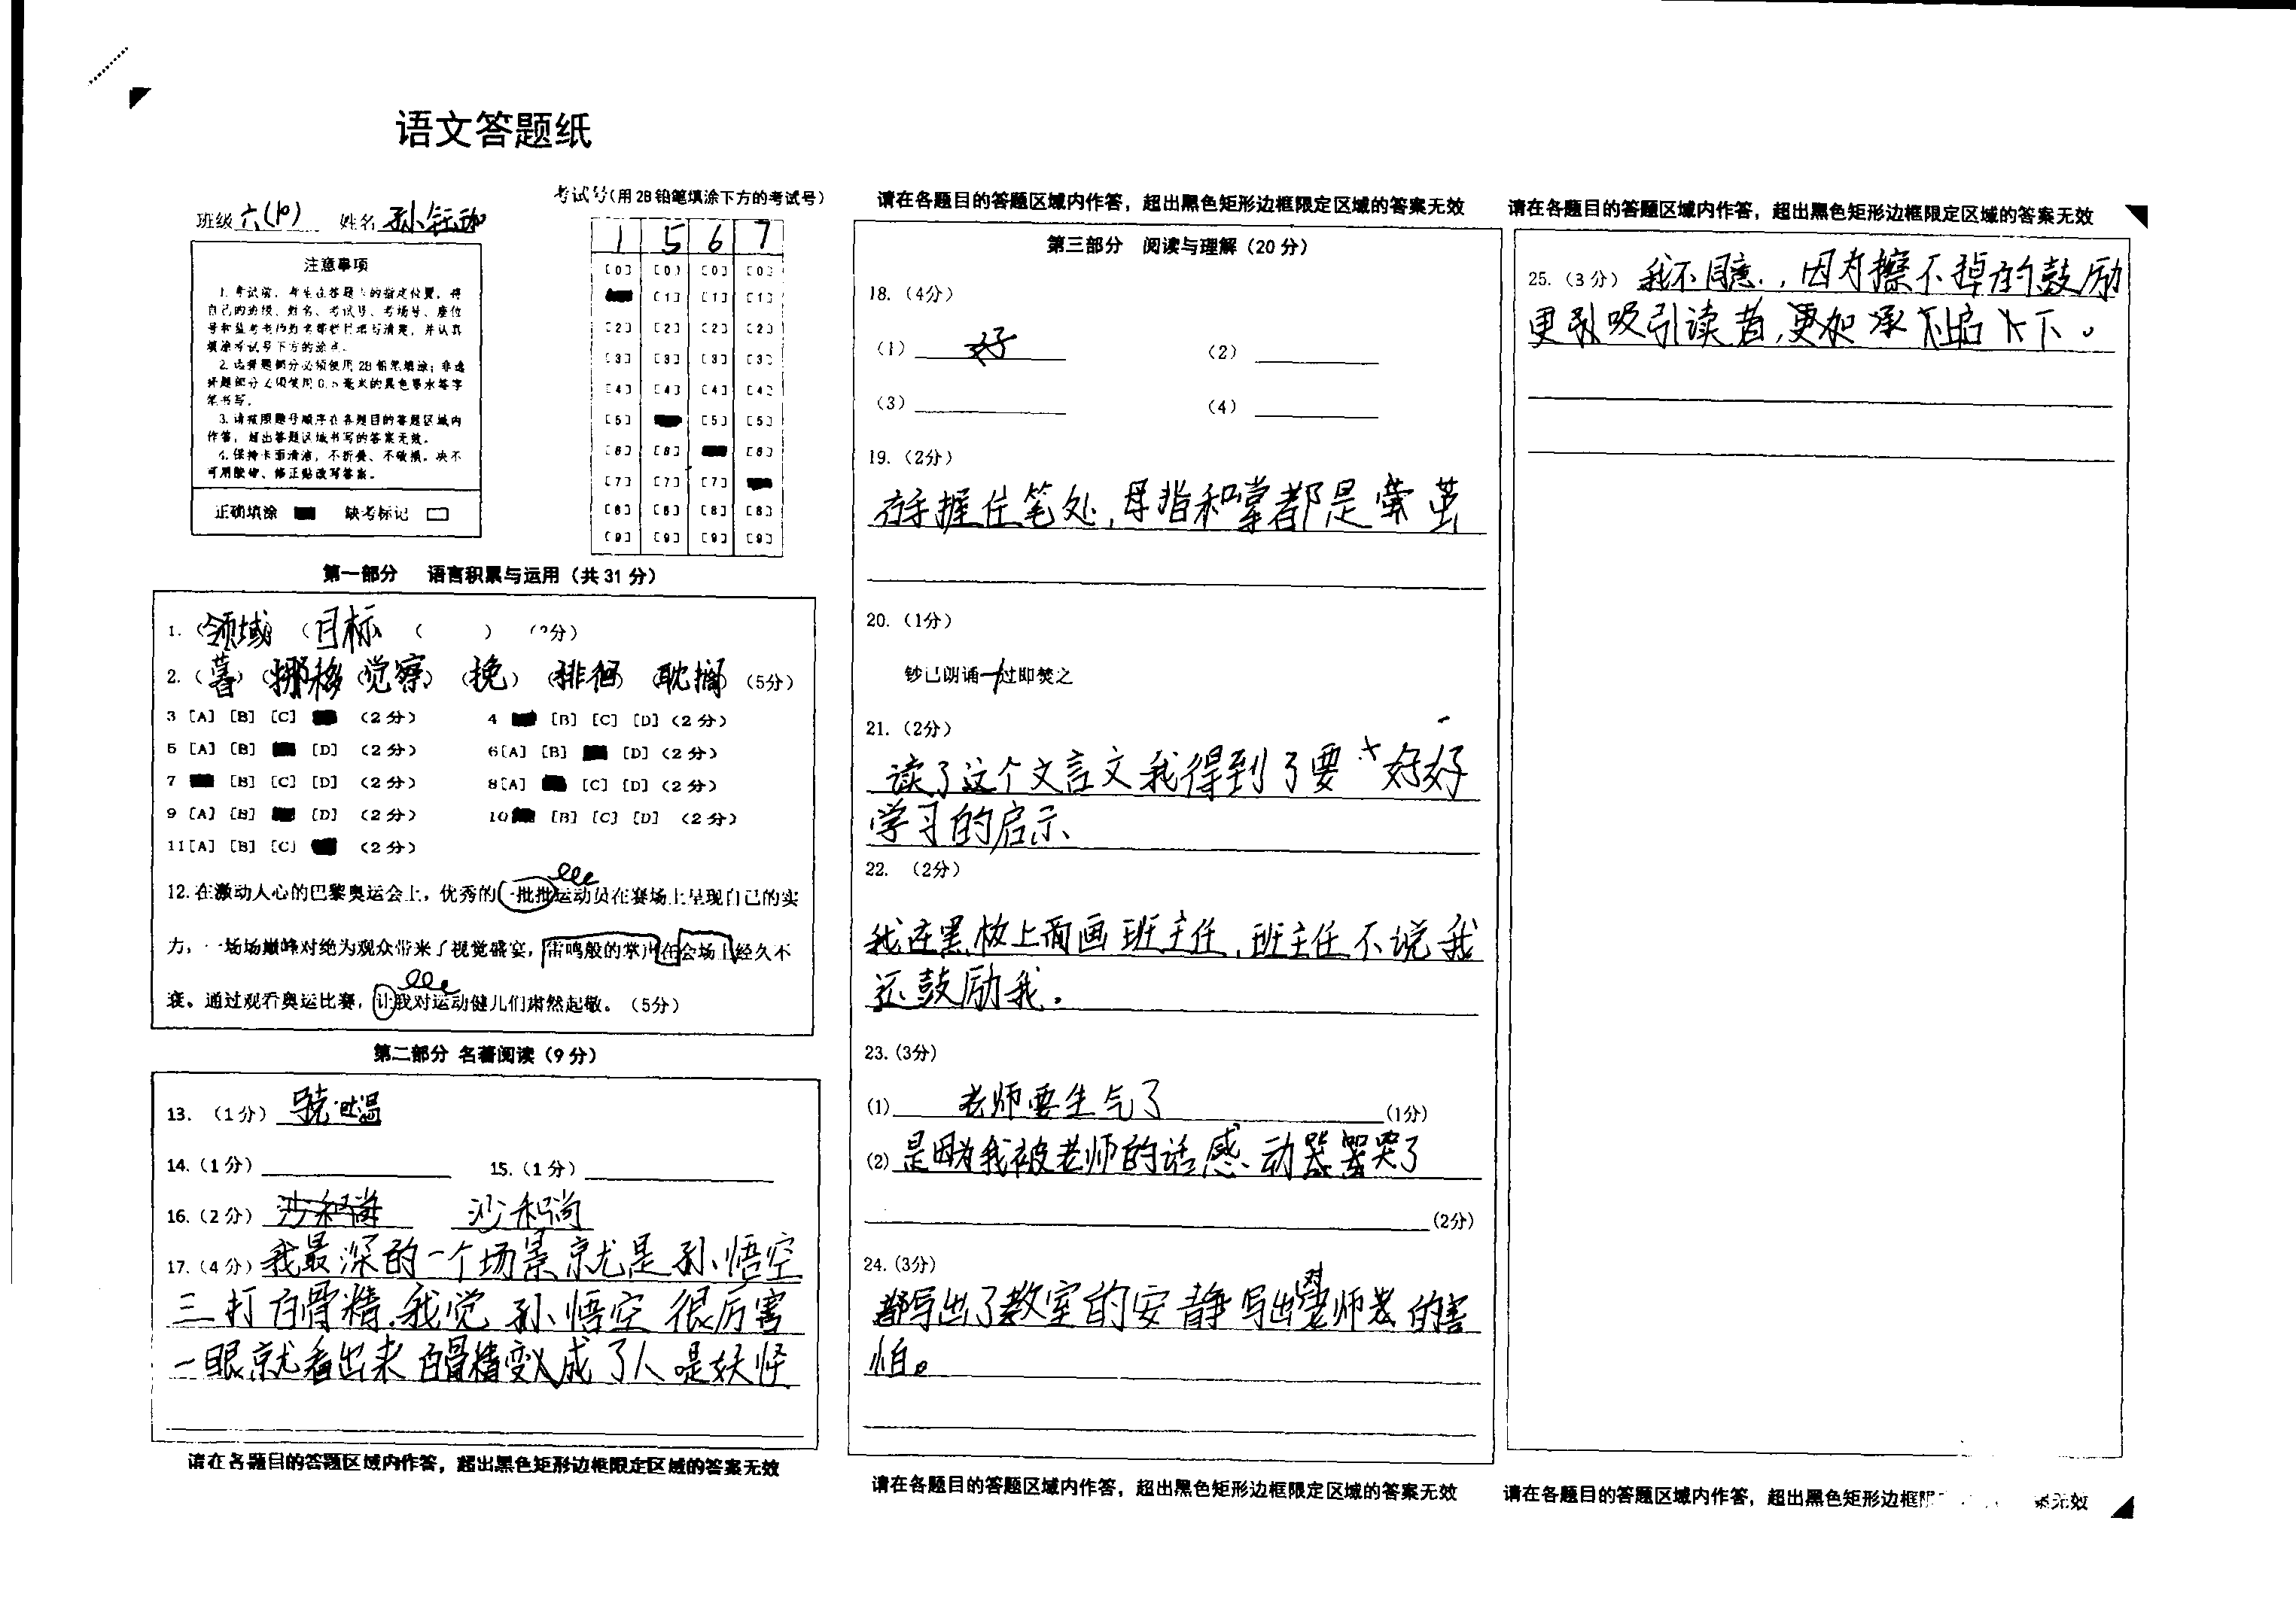 语文答题纸
班级 六(10) 姓名 孙
考试号(用2B铅笔填涂下方的考试号)
1 5 6 7
注意事项
1. 考试前，考生在答题卡的指定位置，将
自己的班级、姓名、考试号、考场号、座位
号和监考老师的名字栏目填写清楚，并认真
填涂考试号下方的涂点。
2. 选择题部分必须使用2B铅笔填涂；非选
择题部分必须使用0.5毫米的黑色墨水签字
笔书写。
3. 请按照题号顺序在各题目的答题区域内
作答，超出答题区域书写的答案无效。
4. 保持卡面清洁，不折叠、不破损。决不
可用胶带、修正贴改写答案。
正确填涂 缺考标记
[0] [0] [0] [0]
[1] [1] [1]
[2] [2] [2] [2]
[3] [3] [3] [3]
[4] [4] [4] [4]
[5] [5] [5]
[6] [6] [6]
[7] [7] [7]
[8] [8] [8] [8]
[9] [9] [9] [9]
第一部分 语言积累与运用（共31分）
1.（领域）（目标）（ ）（3分）
2.（暮）（挪移）（觉察）（挽）（徘徊）（耽搁）（5分）
3 [A] [B] [C] （2分） 4 [B] [C] [D]（2分）
5 [A] [B] [D] （2分） 6[A] [B] [D]（2分）
7 [B] [C] [D] （2分） 8[A] [C] [D]（2分）
9 [A] [B] [D] （2分） 10 [B] [C] [D] （2分）
11[A] [B] [C] （2分）
12.在激动人心的巴黎奥运会上，优秀的一批批运动员在赛场上呈现自己的实
力，一场场巅峰对绝为观众带来了视觉盛宴，雷鸣般的掌声在会场上经久不
衰。通过观看奥运比赛，让我对运动健儿们肃然起敬。（5分）
第二部分 名著阅读（9分）
13.（1分）
14.（1分） 15.（1分）
16.（2分） 沙和尚 沙和尚
17.（4分）我最深的一个场景就是孙悟空
三打白骨精.我觉孙悟空很厉害
一眼就看出来白骨精变成了人是妖怪
请在各题目的答题区域内作答，超出黑色矩形边框限定区域的答案无效
请在各题目的答题区域内作答，超出黑色矩形边框限定区域的答案无效
第三部分 阅读与理解（20分）
18.（4分）
（1）好 （2）
（3） （4）
19.（2分）
右手握住笔处,母指和掌都是茧
20.（1分）
钞已朗诵一/过即焚之
21.（2分）
读了这个文言文我得到了要好好
学习的启示、
22. （2分）
我在黑板上面画班主任,班主任不说我
还鼓励我.
23.（3分）
(1) 老师要生气了 (1分)
(2) 是因为我被老师的话感动哭了
(2分)
24.（3分）
都写出了教室的安静写出对老师的害
怕。
请在各题目的答题区域内作答，超出黑色矩形边框限定区域的答案无效
请在各题目的答题区域内作答，超出黑色矩形边框限定区域的答案无效
25.（3分）我不同意.,因为擦不掉的鼓励
更吸引读者,更加承上启下。
请在各题目的答题区域内作答，超出黑色矩形边框限 案无效